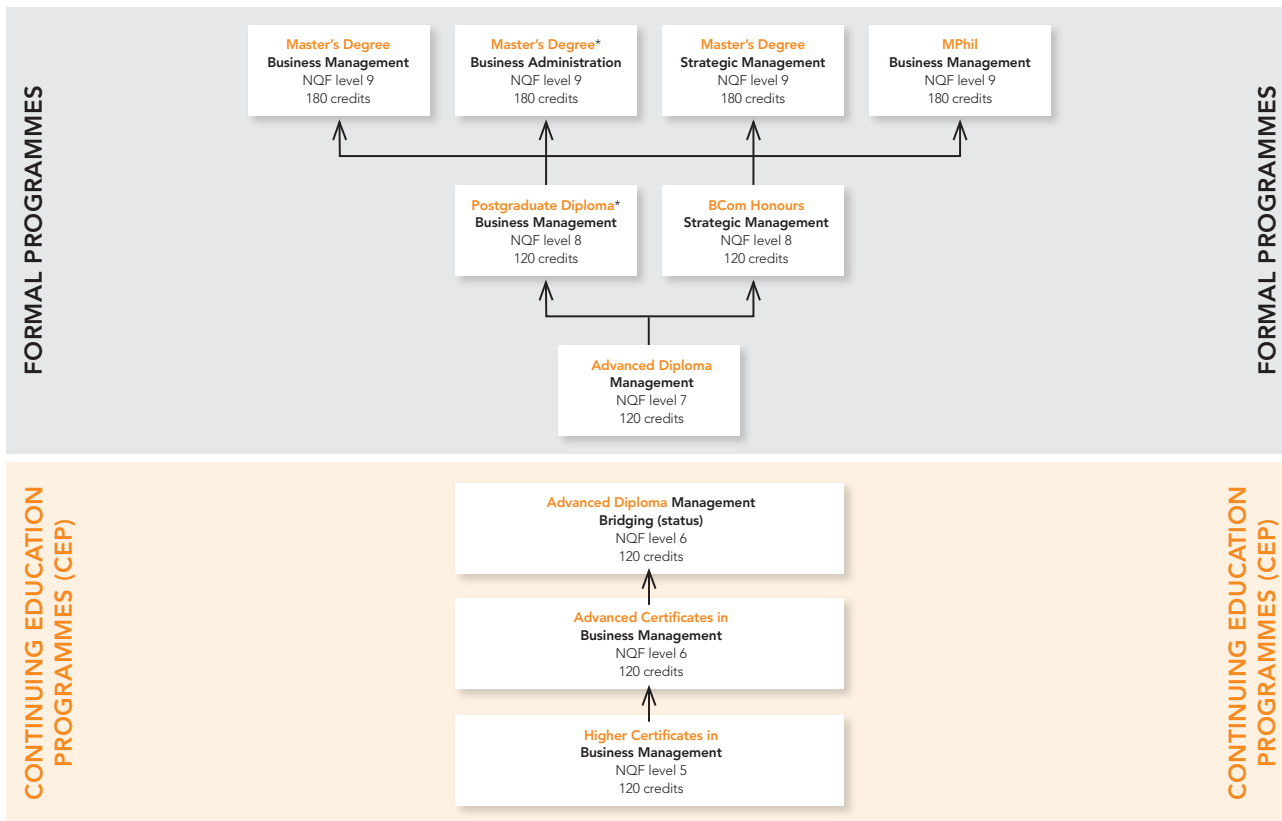 FORMAL PROGRAMMES
Master's Degree
Business Management
NQF level 9
180 credits
Master's Degree*
Business Administration
NQF level 9
180 credits
Master's Degree
Strategic Management
NQF level 9
180 credits
MPhil
Business Management
NQF level 9
180 credits
FORMAL PROGRAMMES
Postgraduate Diploma*
Business Management
NQF level 8
120 credits
BCom Honours
Strategic Management
NQF level 8
120 credits
Advanced Diploma
Management
NQF level 7
120 credits
CONTINUING EDUCATION
PROGRAMMES (CEP)
Advanced Diploma Management
Bridging (status)
NQF level 6
120 credits
Advanced Certificates in
Business Management
NQF level 6
120 credits
Higher Certificates in
Business Management
NQF level 5
120 credits
CONTINUING EDUCATION
PROGRAMMES (CEP)